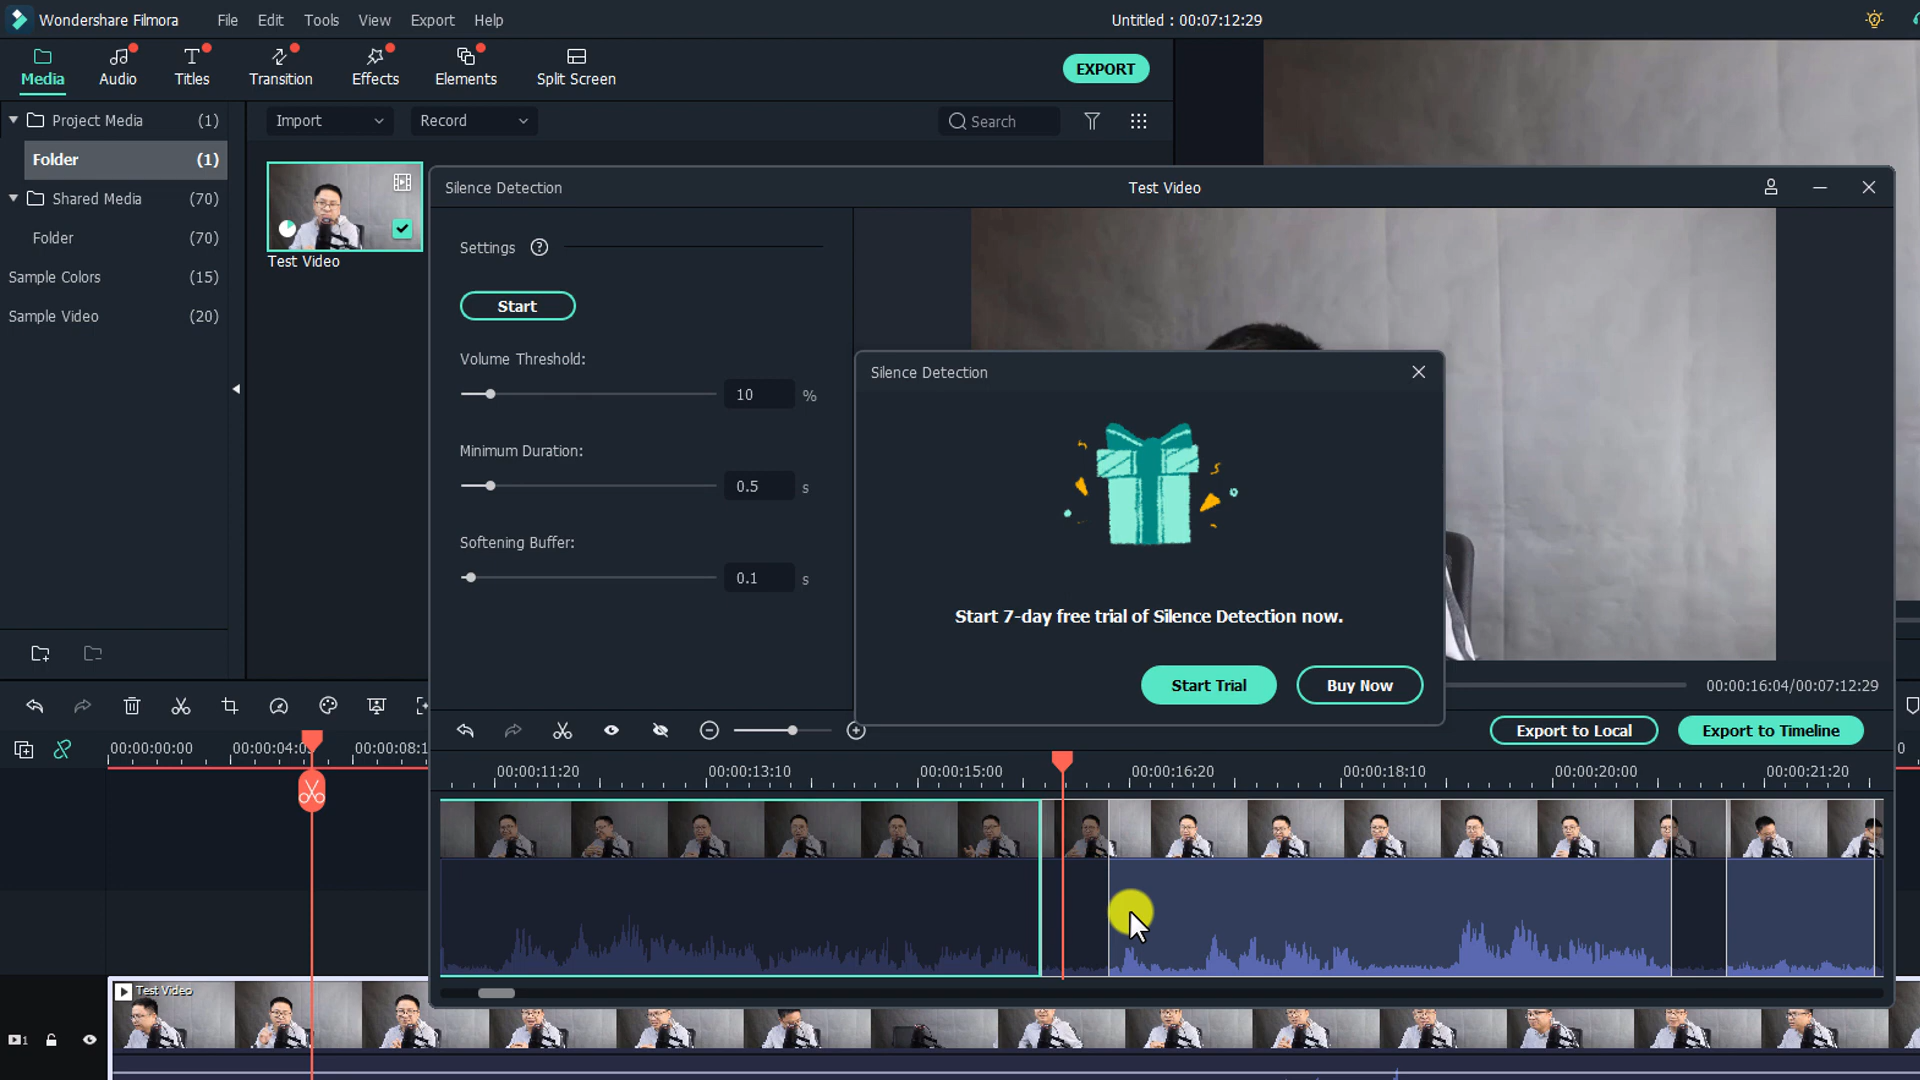 Wondershare Filmora File Edit Tools View Export Help Untitled : 00:07:12:29
Media Audio Titles Transition Effects Elements Split Screen EXPORT
Project Media (1)
Folder (1)
Shared Media (70)
Folder (70)
Sample Colors (15)
Sample Video (20)
Import Record Search
Test Video
Silence Detection Test Video
Settings ?
Start
Volume Threshold:
10 %
Minimum Duration:
0.5 s
Softening Buffer:
0.1 s
Silence Detection
Start 7-day free trial of Silence Detection now.
Start Trial Buy Now
00:00:16:04/00:07:12:29
Export to Local Export to Timeline
00:00:11:20 00:00:13:10 00:00:15:00 00:00:16:20 00:00:18:10 00:00:20:00 00:00:21:20
00:00:00:00 00:00:04:0 00:00:08:1
Test Video
1